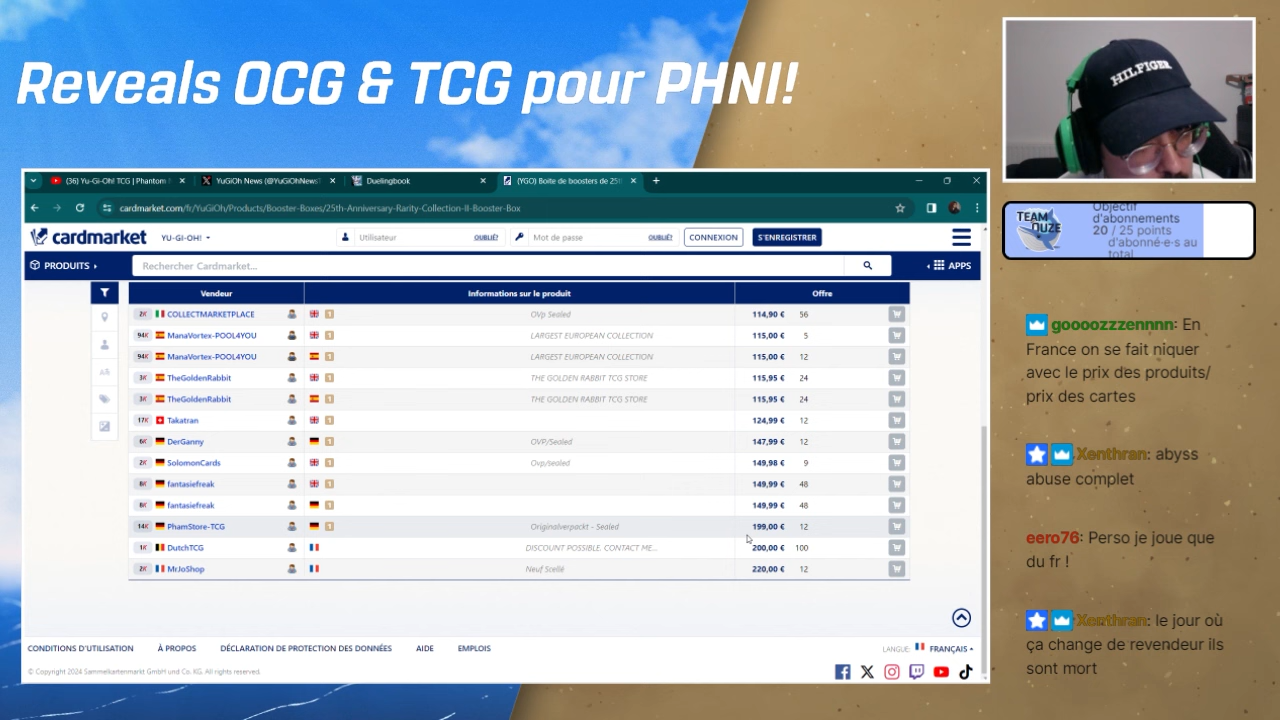 Reveals OCG & TCG pour PHNI!
HILFIGER
TEAM
OUZE
Objectif
d'abonnements
20 / 25 points
d'abonné·e·s au
total
(36) Yu-Gi-Oh! TCG | Phantom
YuGiOh News (@YuGiOhNews
Duelingbook
(YGO) Boite de boosters de 25
cardmarket.com/fr/YuGiOh/Products/Booster-Boxes/25th-Anniversary-Rarity-Collection-II-Booster-Box
cardmarket YU-GI-OH! Utilisateur OUBLIÉ? Mot de passe OUBLIÉ? CONNEXION S'ENREGISTRER
PRODUITS Rechercher Cardmarket... APPS
Vendeur Informations sur le produit Offre
2K COLLECTMARKETPLACE 1 OVp Sealed 114,90 € 56
94K ManaVortex-POOL4YOU 1 LARGEST EUROPEAN COLLECTION 115,00 € 5
94K ManaVortex-POOL4YOU 1 LARGEST EUROPEAN COLLECTION 115,00 € 12
3K TheGoldenRabbit 1 THE GOLDEN RABBIT TCG STORE 115,95 € 24
3K TheGoldenRabbit 1 THE GOLDEN RABBIT TCG STORE 115,95 € 24
17K Takatran 1 124,99 € 12
6K DerGanny 1 OVP/Sealed 147,99 € 12
2K SolomonCards 1 Ovp/sealed 149,98 € 9
8K fantasiefreak 1 149,99 € 48
8K fantasiefreak 1 149,99 € 48
14K PhamStore-TCG 1 Originalverpackt - Sealed 199,00 € 12
1K DutchTCG DISCOUNT POSSIBLE. CONTACT ME... 200,00 € 100
2K MrJoShop Neuf Scellé 220,00 € 12
CONDITIONS D'UTILISATION À PROPOS DÉCLARATION DE PROTECTION DES DONNÉES AIDE EMPLOIS LANGUE: FRANÇAIS
© Copyright 2024 Sammelkartenmarkt GmbH und Co. KG. All rights reserved.
goooozzzennnn: En
France on se fait niquer
avec le prix des produits/
prix des cartes
Xenthran: abyss
abuse complet
eero76: Perso je joue que
du fr !
Xenthran: le jour où
ça change de revendeur ils
sont mort